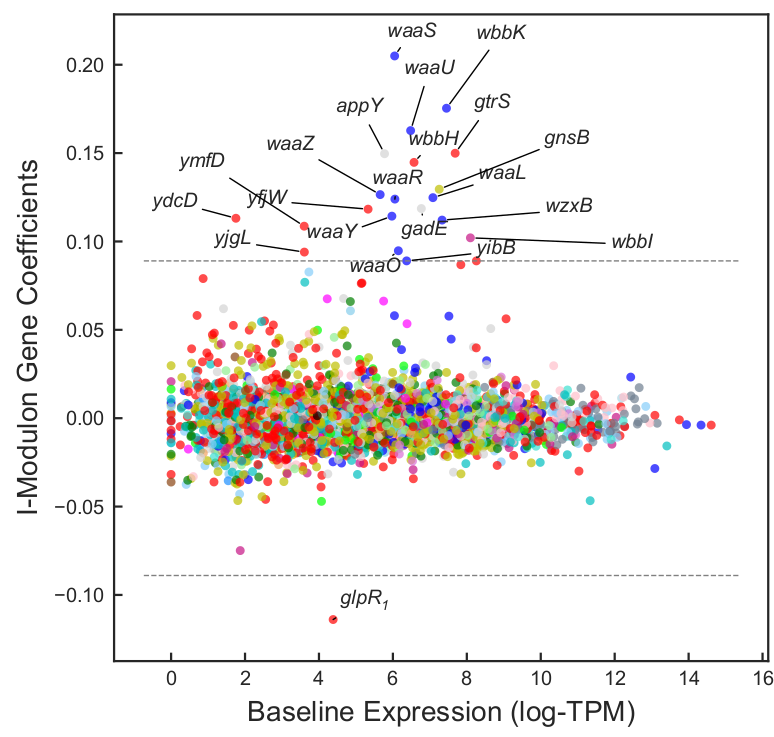 waaS
wbbK
waaU
appY
gtrS
wbbH
waaZ
gnsB
ymfD
waaR
waaL
ydcD
yfjW
wzxB
waaY
gadE
yjgL
wbbI
yibB
waaO
glpR1
0.20
0.15
0.10
0.05
0.00
−0.05
−0.10
I-Modulon Gene Coefficients
0 2 4 6 8 10 12 14 16
Baseline Expression (log-TPM)